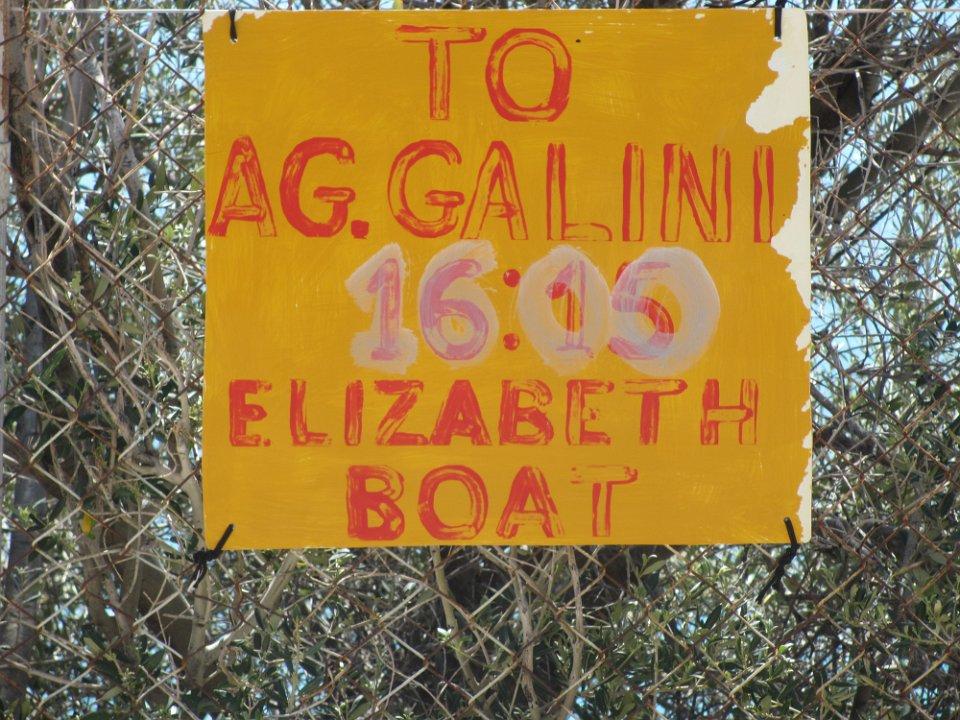 TO
AG. GALINI
16:15
ELIZABETH
BOAT